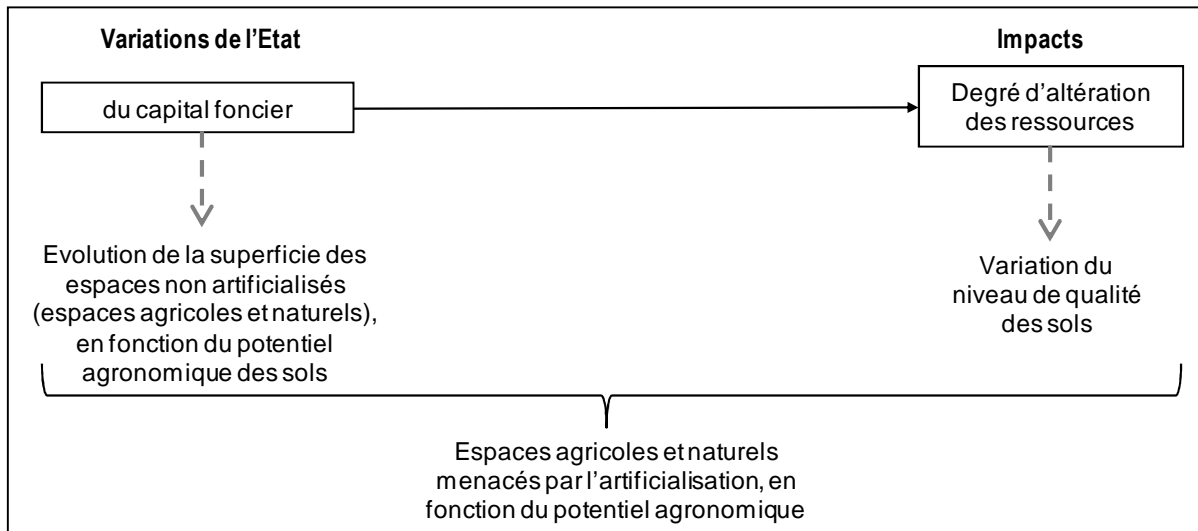 Variations de l'Etat
Impacts
du capital foncier
Degré d'altération
des ressources
Evolution de la superficie des
espaces non artificialisés
(espaces agricoles et naturels),
en fonction du potentiel
agronomique des sols
Variation du
niveau de qualité
des sols
Espaces agricoles et naturels
menacés par l'artificialisation, en
fonction du potentiel agronomique